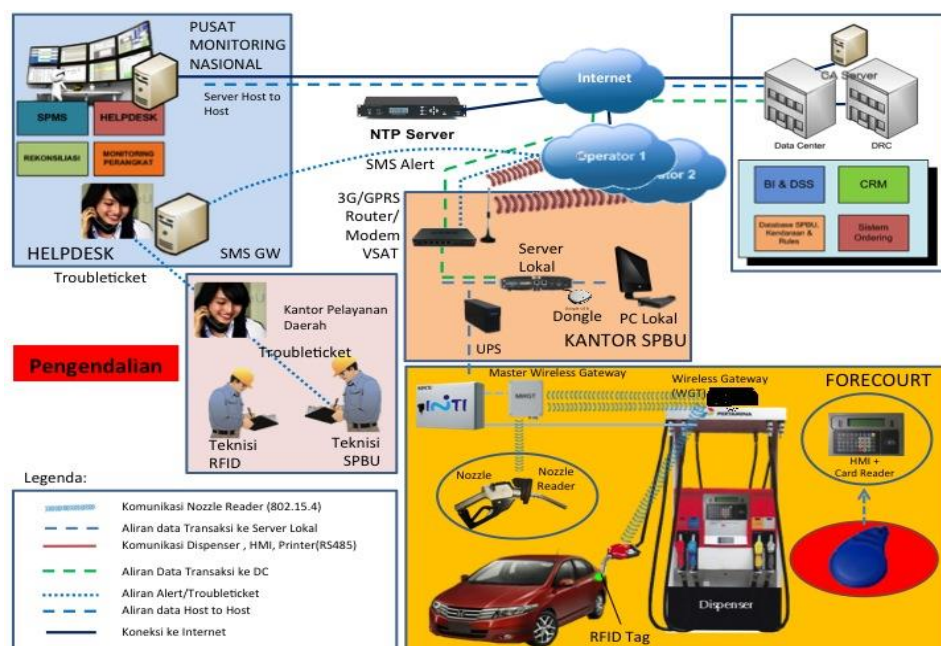 PUSAT
MONITORING
NASIONAL
Server Host to
Host
SPMS
HELPDESK
REKONSILIASI
MONITORING
PERANGKAT
HELPDESK
SMS GW
Troubleticket
Internet
NTP Server
SMS Alert
Operator 1
2
CA Server
Data Center
DRC
BI & DSS
CRM
Database SPBU,
Kendaraan &
Rules
Sistem
Ordering
3G/GPRS
Router/
Modem
VSAT
Server
Lokal
Dongle
PC Lokal
UPS
KANTOR SPBU
Kantor Pelayanan
Daerah
Troubleticket
Teknisi
RFID
Teknisi
SPBU
Pengendalian
Master Wireless Gateway
INTI
Wireless Gateway
(WGT)
PERTAMINA
FORECOURT
HMI +
Card Reader
Nozzle
Nozzle
Reader
Dispenser
RFID Tag
Legenda:
Komunikasi Nozzle Reader (802.15.4)
Aliran data Transaksi ke Server Lokal
Komunikasi Dispenser , HMI, Printer(RS485)
Aliran Data Transaksi ke DC
Aliran Alert/Troubleticket
Aliran data Host to Host
Koneksi ke Internet